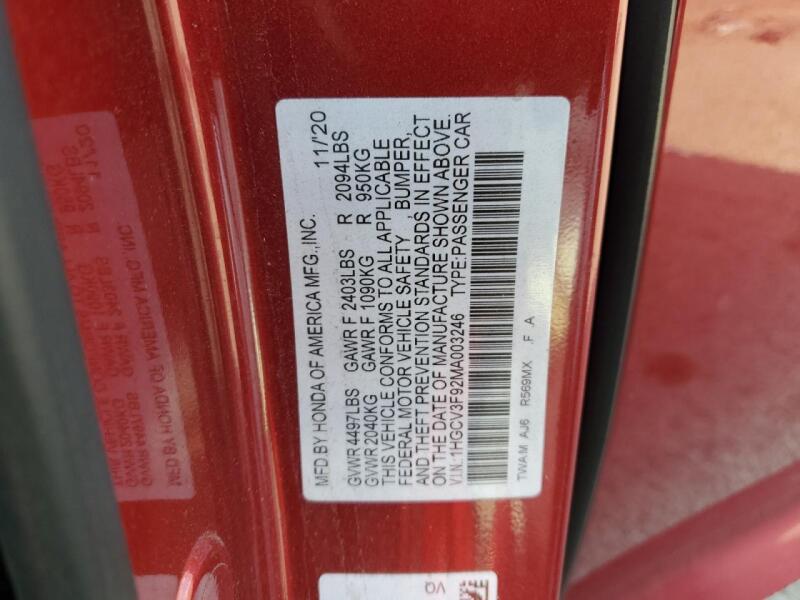 MFD.BY HONDA OF AMERICA MFG.,INC. 11/'20
GVWR 4497LBS GAWR F 2403LBS R 2094LBS
GVWR 2040KG GAWR F 1090KG R 950KG
THIS VEHICLE CONFORMS TO ALL APPLICABLE
FEDERAL MOTOR VEHICLE SAFETY , BUMPER,
AND THEFT PREVENTION STANDARDS IN EFFECT
ON THE DATE OF MANUFACTURE SHOWN ABOVE.
V.I.N.:1HGCV3F92MA003246 TYPE:PASSENGER CAR
TWAM AJ6 R569MX .F .A
VQ